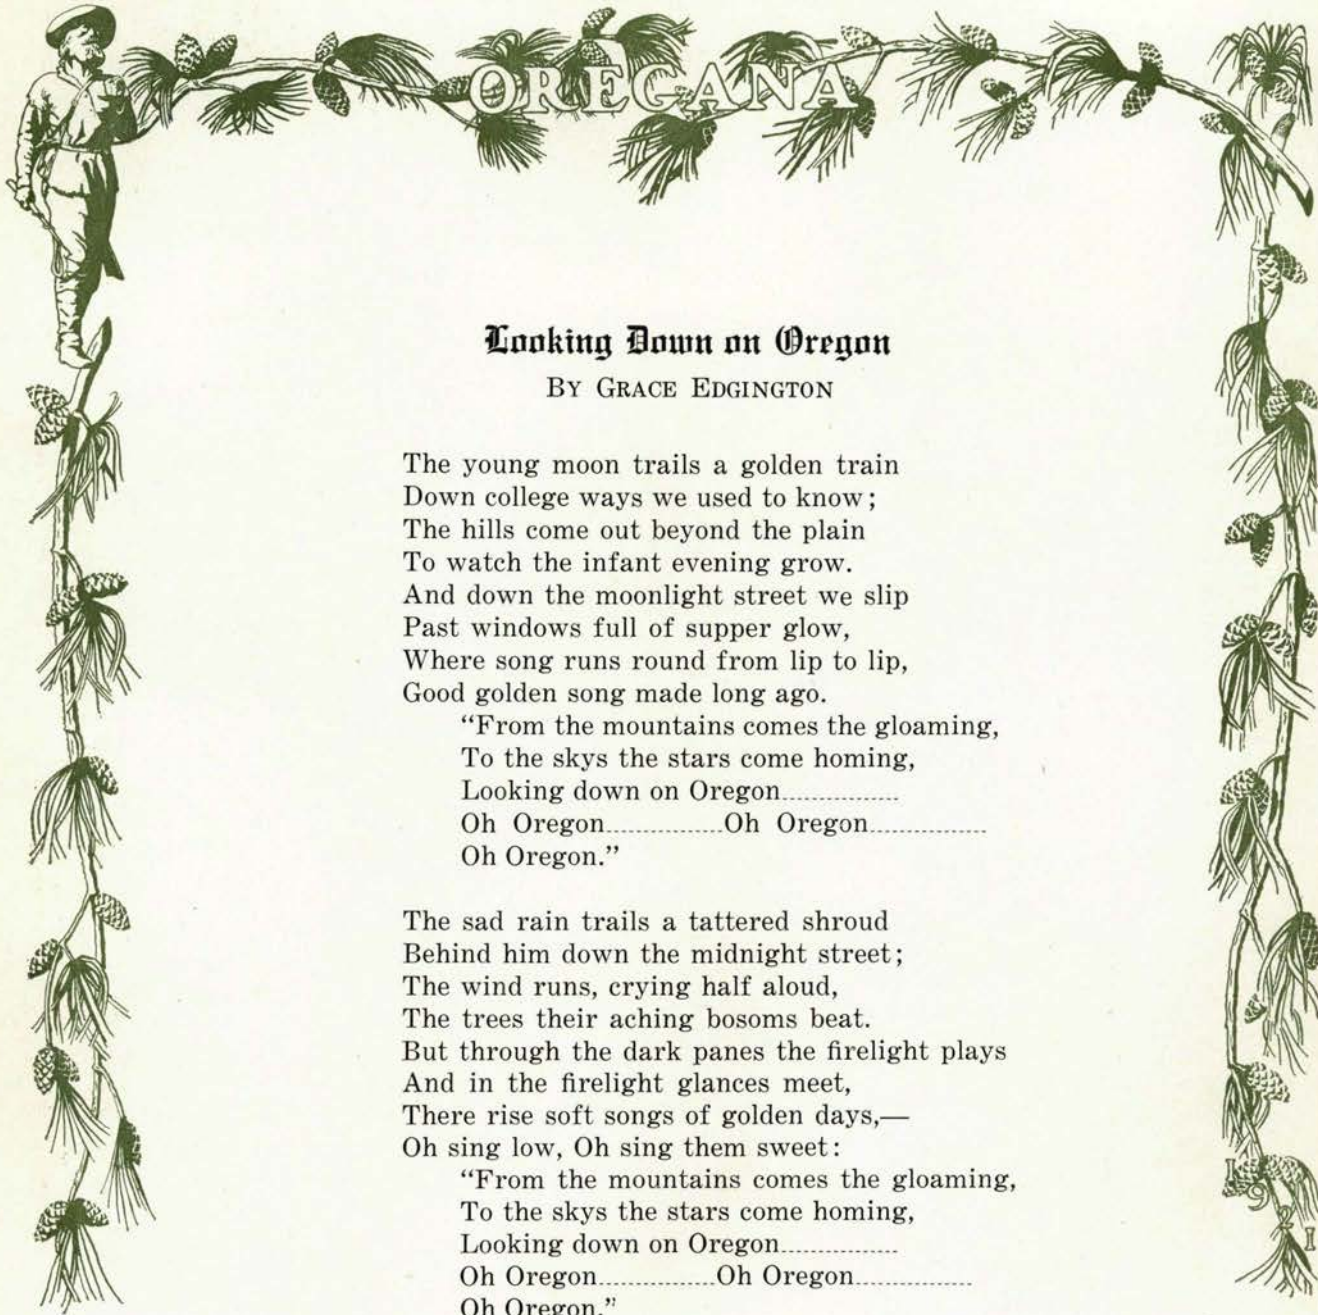 OREGANA
Looking Down on Oregon
BY GRACE EDGINGTON
The young moon trails a golden train
Down college ways we used to know;
The hills come out beyond the plain
To watch the infant evening grow.
And down the moonlight street we slip
Past windows full of supper glow,
Where song runs round from lip to lip,
Good golden song made long ago.
"From the mountains comes the gloaming,
To the skys the stars come homing,
Looking down on Oregon...............
Oh Oregon...............Oh Oregon...............
Oh Oregon."
The sad rain trails a tattered shroud
Behind him down the midnight street;
The wind runs, crying half aloud,
The trees their aching bosoms beat.
But through the dark panes the firelight plays
And in the firelight glances meet,
There rise soft songs of golden days,—
Oh sing low, Oh sing them sweet:
"From the mountains comes the gloaming,
To the skys the stars come homing,
Looking down on Oregon...............
Oh Oregon...............Oh Oregon...............
Oh Oregon."
1921